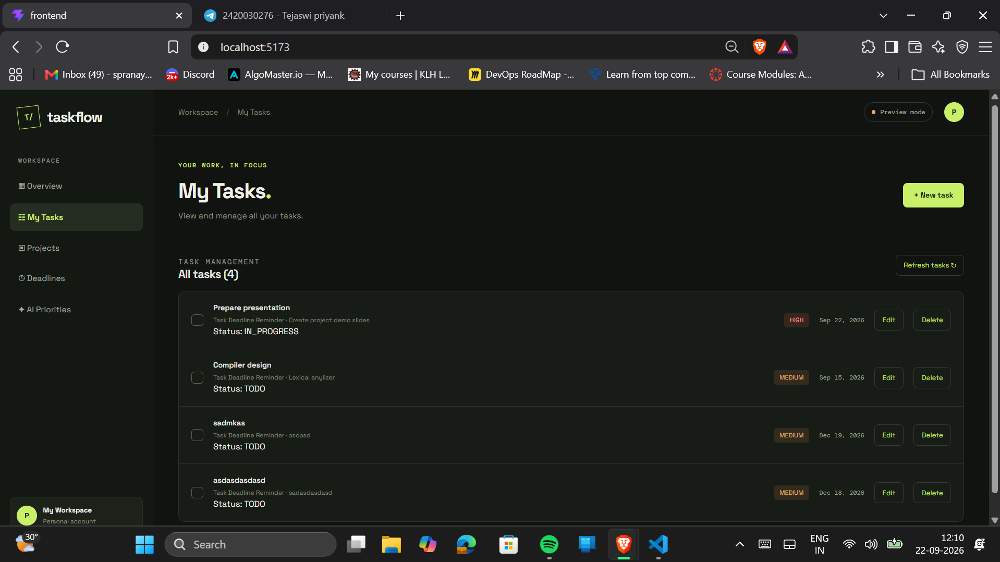 frontend
2420030276 - Tejaswi priyank
localhost:5173
Inbox (49) - spranay...
2k+
Discord
AlgoMaster.io — M...
My courses | KLH L...
DevOps RoadMap -...
Learn from top com...
Course Modules: A...
All Bookmarks
T/
taskflow
Workspace / My Tasks
Preview mode
P
WORKSPACE
Overview
My Tasks
Projects
Deadlines
AI Priorities
YOUR WORK, IN FOCUS
My Tasks.
View and manage all your tasks.
+ New task
TASK MANAGEMENT
All tasks (4)
Refresh tasks ↻
Prepare presentation
Task Deadline Reminder · Create project demo slides
Status: IN_PROGRESS
HIGH
Sep 22, 2026
Edit
Delete
Compiler design
Task Deadline Reminder · Lexical anylizer
Status: TODO
MEDIUM
Sep 15, 2026
Edit
Delete
sadmkas
Task Deadline Reminder · asdasd
Status: TODO
MEDIUM
Dec 19, 2026
Edit
Delete
asdasdasdasd
Task Deadline Reminder · sadasdasdasd
Status: TODO
MEDIUM
Dec 18, 2026
Edit
Delete
P
My Workspace
Personal account
30°
Search
ENG
IN
12:10
22-09-2026